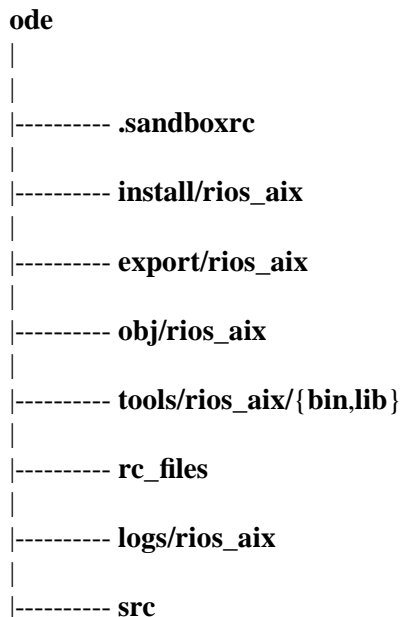 ode
|
|
|---------- .sandboxrc
|
|---------- install/rios_aix
|
|---------- export/rios_aix
|
|---------- obj/rios_aix
|
|---------- tools/rios_aix/{bin,lib}
|
|---------- rc_files
|
|---------- logs/rios_aix
|
|---------- src